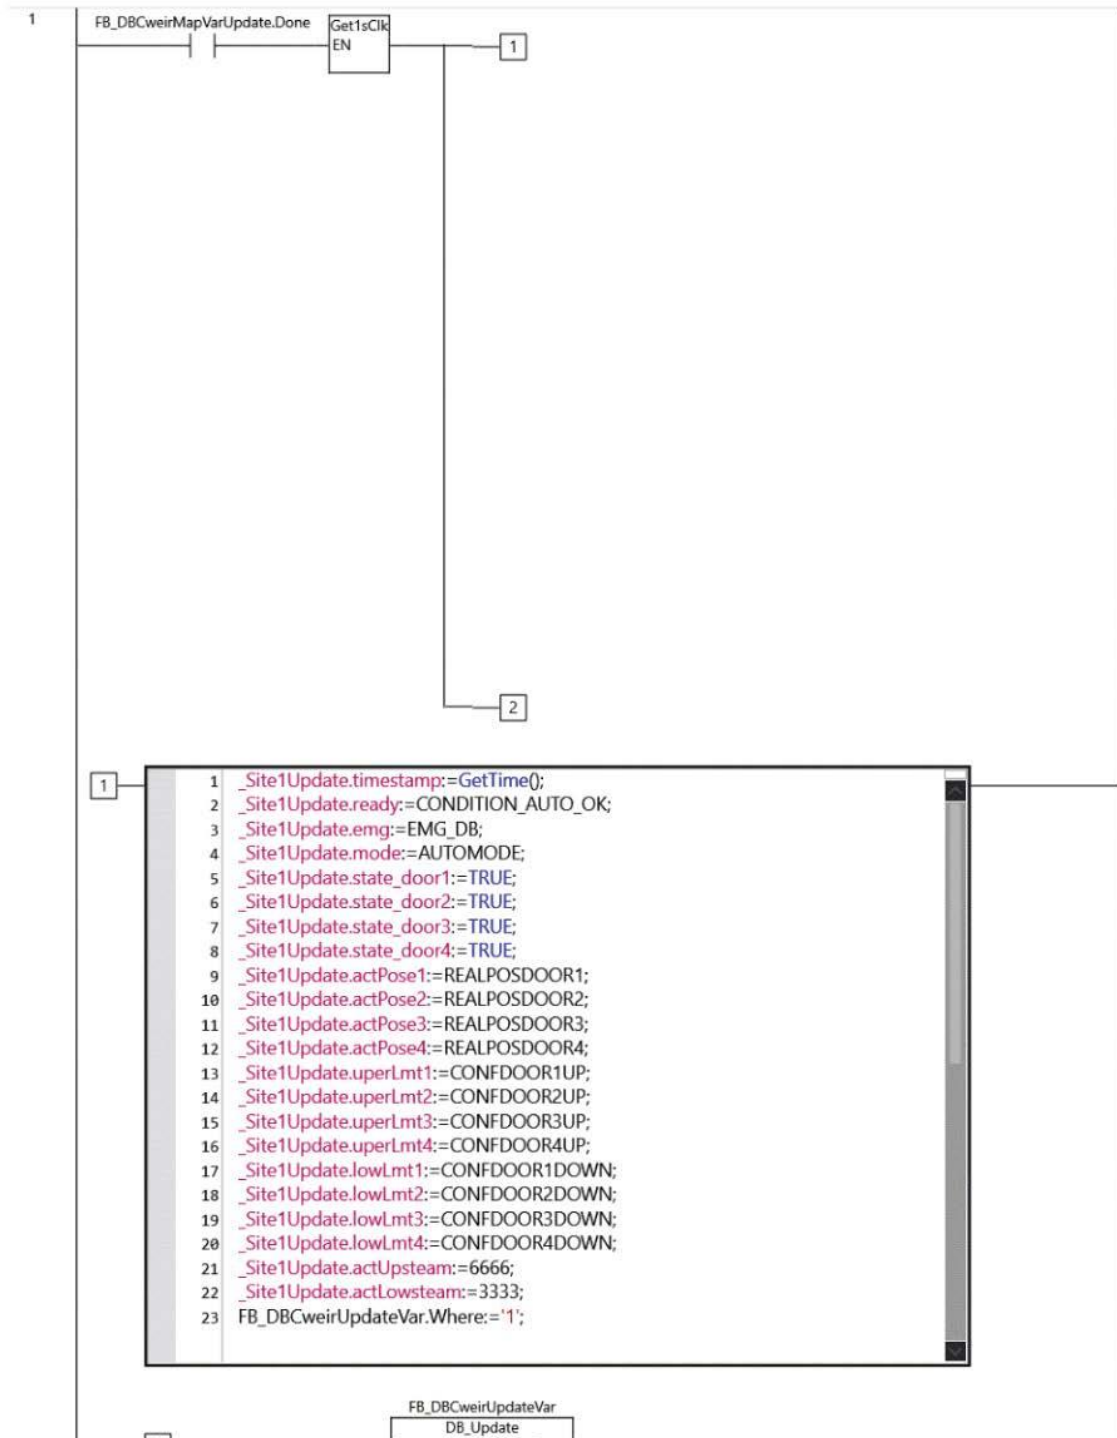 1
FB_DBCweirMapVarUpdate.Done
Get1sClk
EN
1
2
1
1 _Site1Update.timestamp:=GetTime();
2 _Site1Update.ready:=CONDITION_AUTO_OK;
3 _Site1Update.emg:=EMG_DB;
4 _Site1Update.mode:=AUTOMODE;
5 _Site1Update.state_door1:=TRUE;
6 _Site1Update.state_door2:=TRUE;
7 _Site1Update.state_door3:=TRUE;
8 _Site1Update.state_door4:=TRUE;
9 _Site1Update.actPose1:=REALPOSDOOR1;
10 _Site1Update.actPose2:=REALPOSDOOR2;
11 _Site1Update.actPose3:=REALPOSDOOR3;
12 _Site1Update.actPose4:=REALPOSDOOR4;
13 _Site1Update.uperLmt1:=CONFDOOR1UP;
14 _Site1Update.uperLmt2:=CONFDOOR2UP;
15 _Site1Update.uperLmt3:=CONFDOOR3UP;
16 _Site1Update.uperLmt4:=CONFDOOR4UP;
17 _Site1Update.lowLmt1:=CONFDOOR1DOWN;
18 _Site1Update.lowLmt2:=CONFDOOR2DOWN;
19 _Site1Update.lowLmt3:=CONFDOOR3DOWN;
20 _Site1Update.lowLmt4:=CONFDOOR4DOWN;
21 _Site1Update.actUpsteam:=6666;
22 _Site1Update.actLowsteam:=3333;
23 FB_DBCweirUpdateVar.Where:='1';
FB_DBCweirUpdateVar
DB_Update